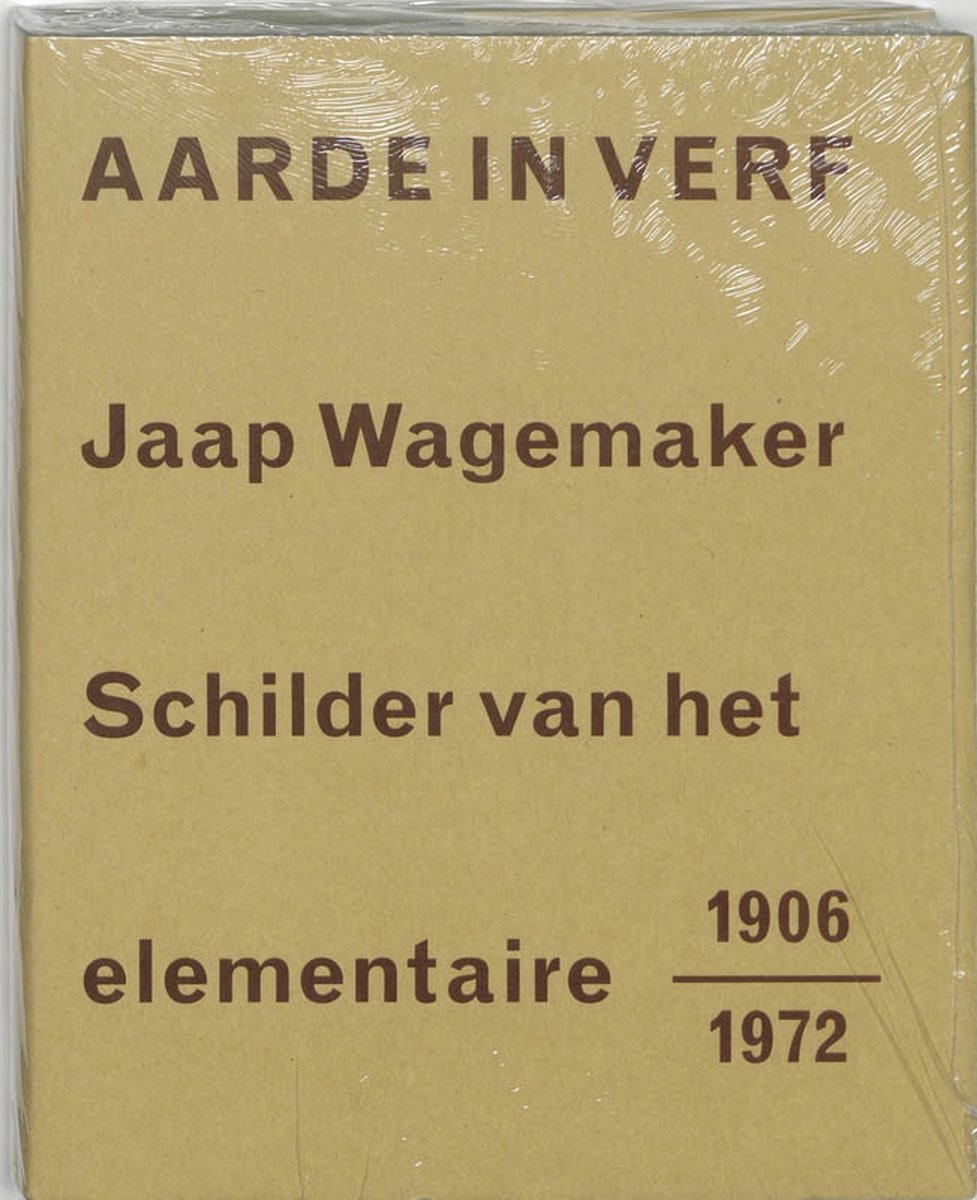 AARDE IN VERF
Jaap Wagemaker
Schilder van het
elementaire
1906
1972